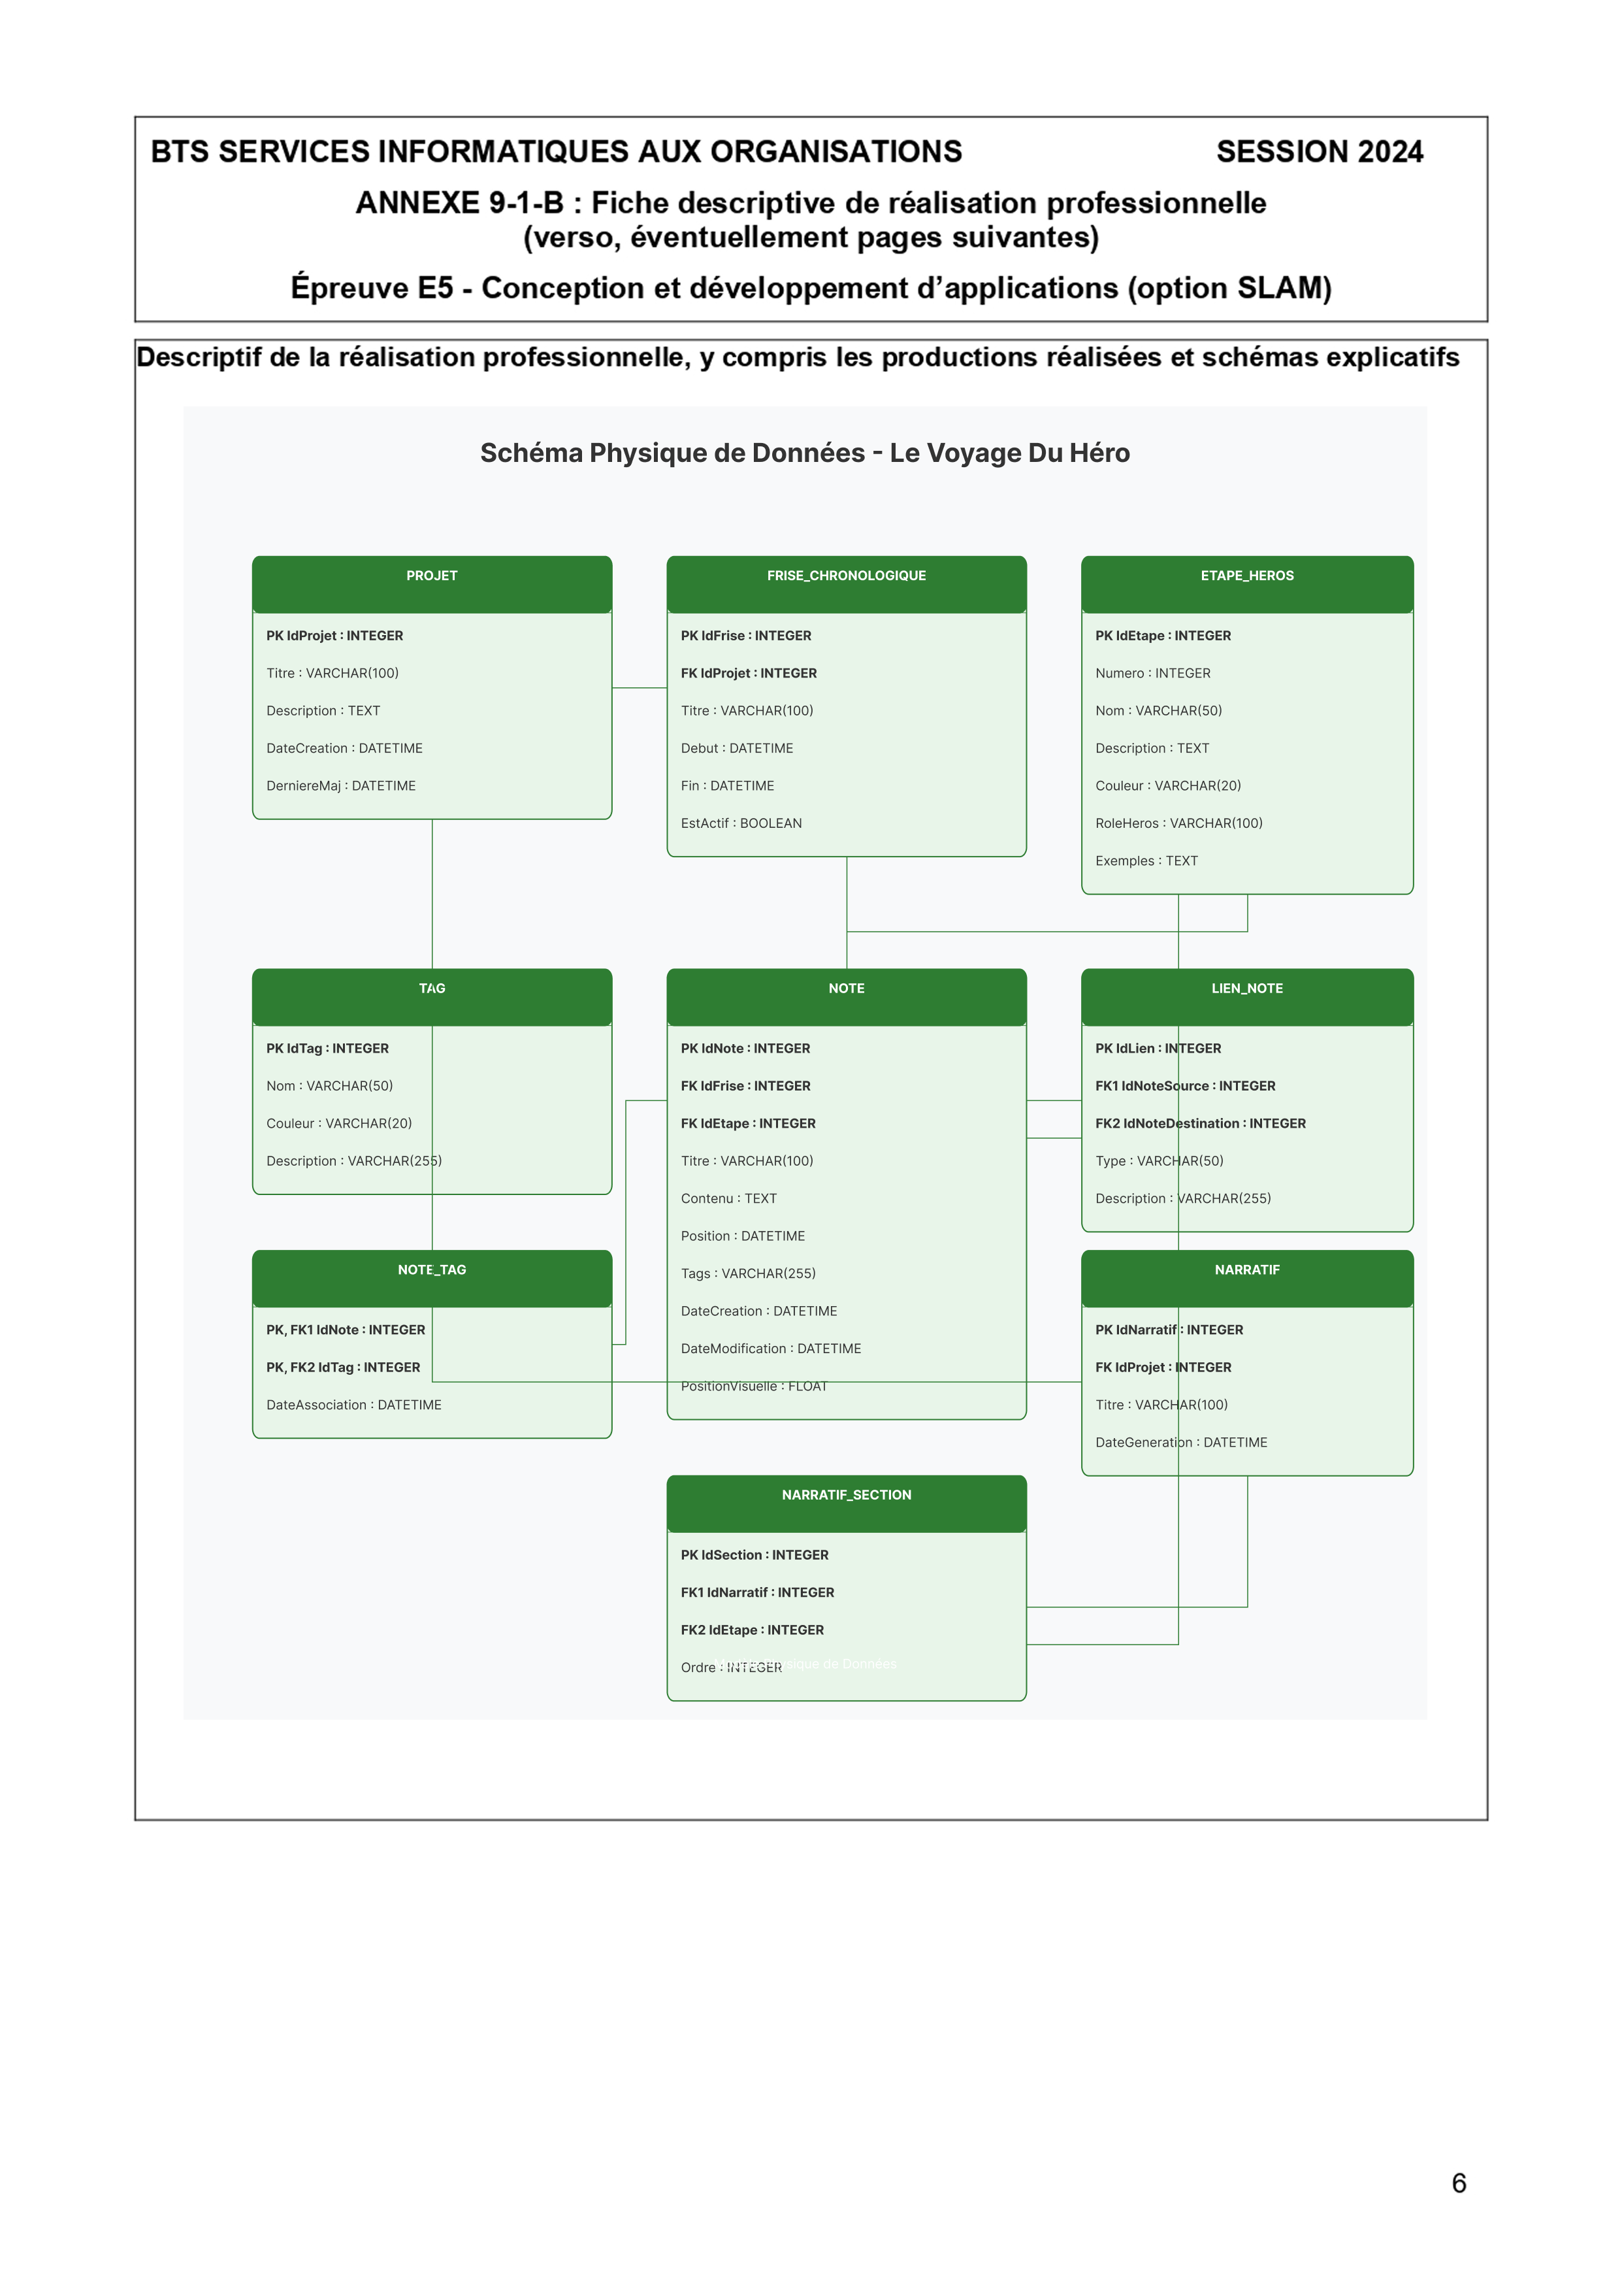 BTS SERVICES INFORMATIQUES AUX ORGANISATIONS SESSION 2024
ANNEXE 9-1-B : Fiche descriptive de réalisation professionnelle
(verso, éventuellement pages suivantes)
Épreuve E5 - Conception et développement d’applications (option SLAM)
Descriptif de la réalisation professionnelle, y compris les productions réalisées et schémas explicatifs
Schéma Physique de Données - Le Voyage Du Héro
PROJET
PK IdProjet : INTEGER
Titre : VARCHAR(100)
Description : TEXT
DateCreation : DATETIME
DerniereMaj : DATETIME
FRISE_CHRONOLOGIQUE
PK IdFrise : INTEGER
FK IdProjet : INTEGER
Titre : VARCHAR(100)
Debut : DATETIME
Fin : DATETIME
EstActif : BOOLEAN
ETAPE_HEROS
PK IdEtape : INTEGER
Numero : INTEGER
Nom : VARCHAR(50)
Description : TEXT
Couleur : VARCHAR(20)
RoleHeros : VARCHAR(100)
Exemples : TEXT
TAG
PK IdTag : INTEGER
Nom : VARCHAR(50)
Couleur : VARCHAR(20)
Description : VARCHAR(255)
NOTE
PK IdNote : INTEGER
FK IdFrise : INTEGER
FK IdEtape : INTEGER
Titre : VARCHAR(100)
Contenu : TEXT
Position : DATETIME
Tags : VARCHAR(255)
DateCreation : DATETIME
DateModification : DATETIME
PositionVisuelle : FLOAT
LIEN_NOTE
PK IdLien : INTEGER
FK1 IdNoteSource : INTEGER
FK2 IdNoteDestination : INTEGER
Type : VARCHAR(50)
Description : VARCHAR(255)
NOTE_TAG
PK, FK1 IdNote : INTEGER
PK, FK2 IdTag : INTEGER
DateAssociation : DATETIME
NARRATIF
PK IdNarratif : INTEGER
FK IdProjet : INTEGER
Titre : VARCHAR(100)
DateGeneration : DATETIME
NARRATIF_SECTION
PK IdSection : INTEGER
FK1 IdNarratif : INTEGER
FK2 IdEtape : INTEGER
Ordre : INTEGER
de Données
6